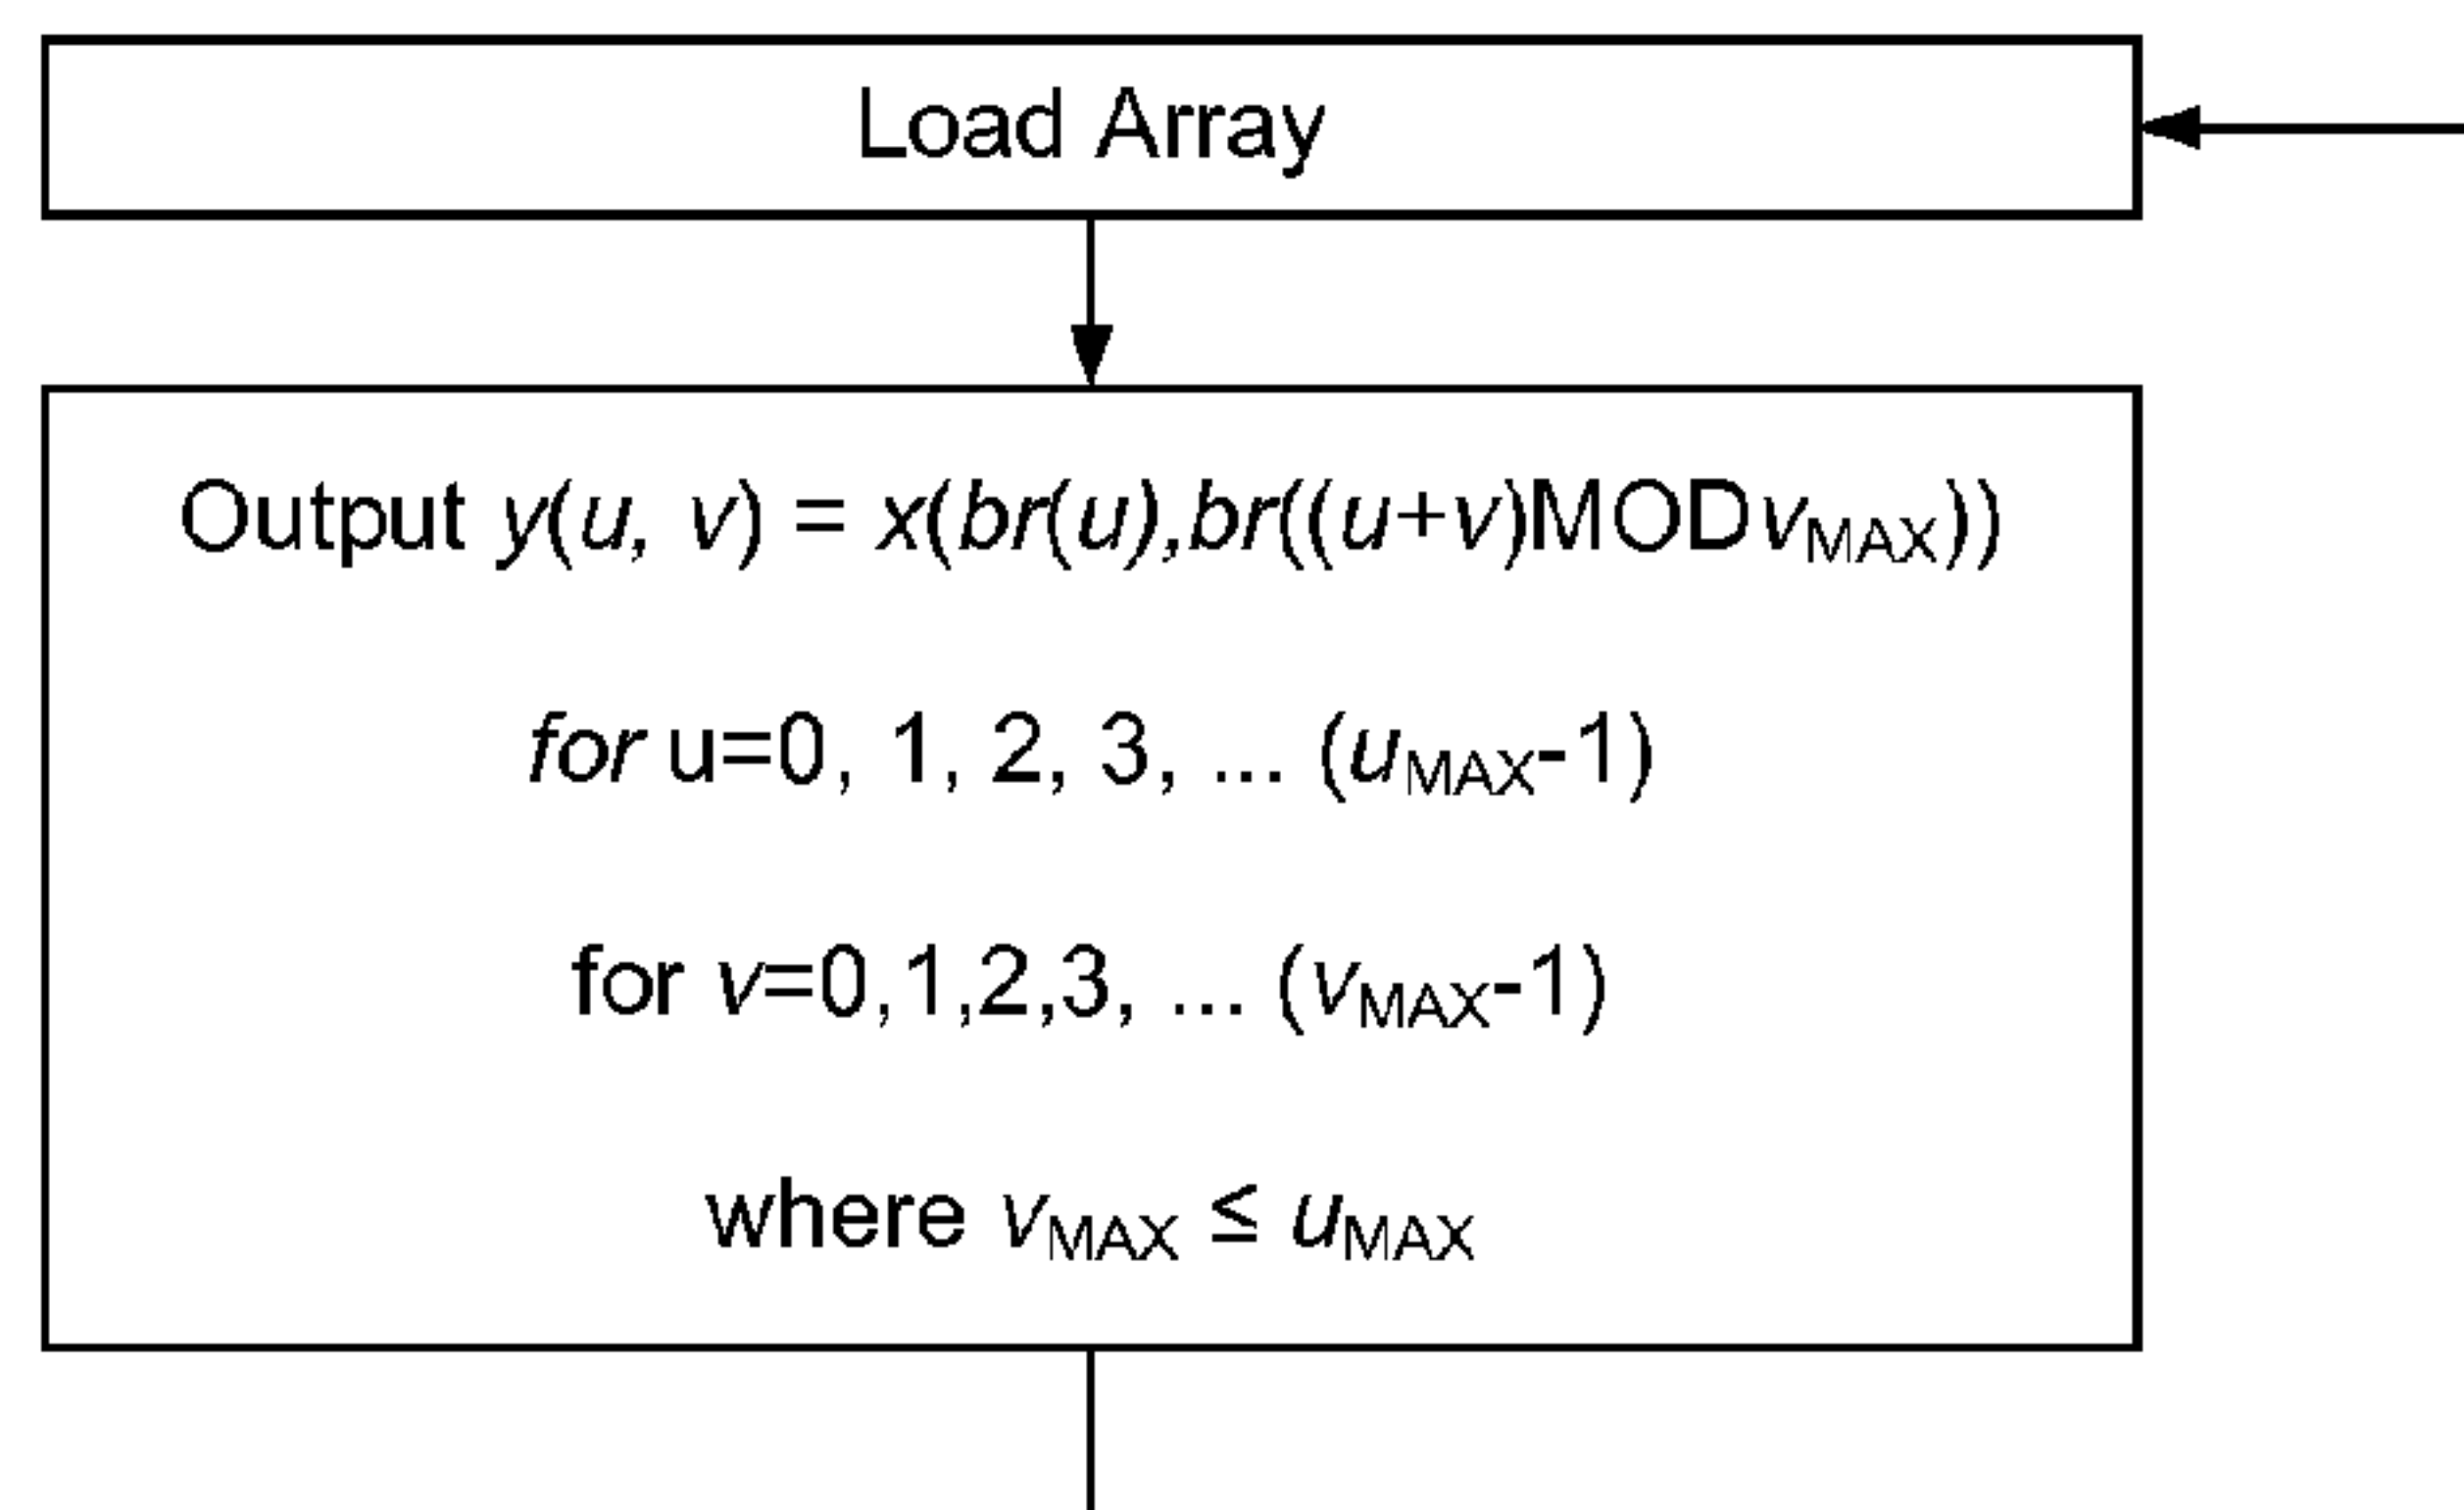 Load Array
Output y(u, v) = x(br(u),br((u+v)MODvMAX))
for u=0, 1, 2, 3, ... (uMAX-1)
for v=0,1,2,3, ... (vMAX-1)
where vMAX ≤ uMAX